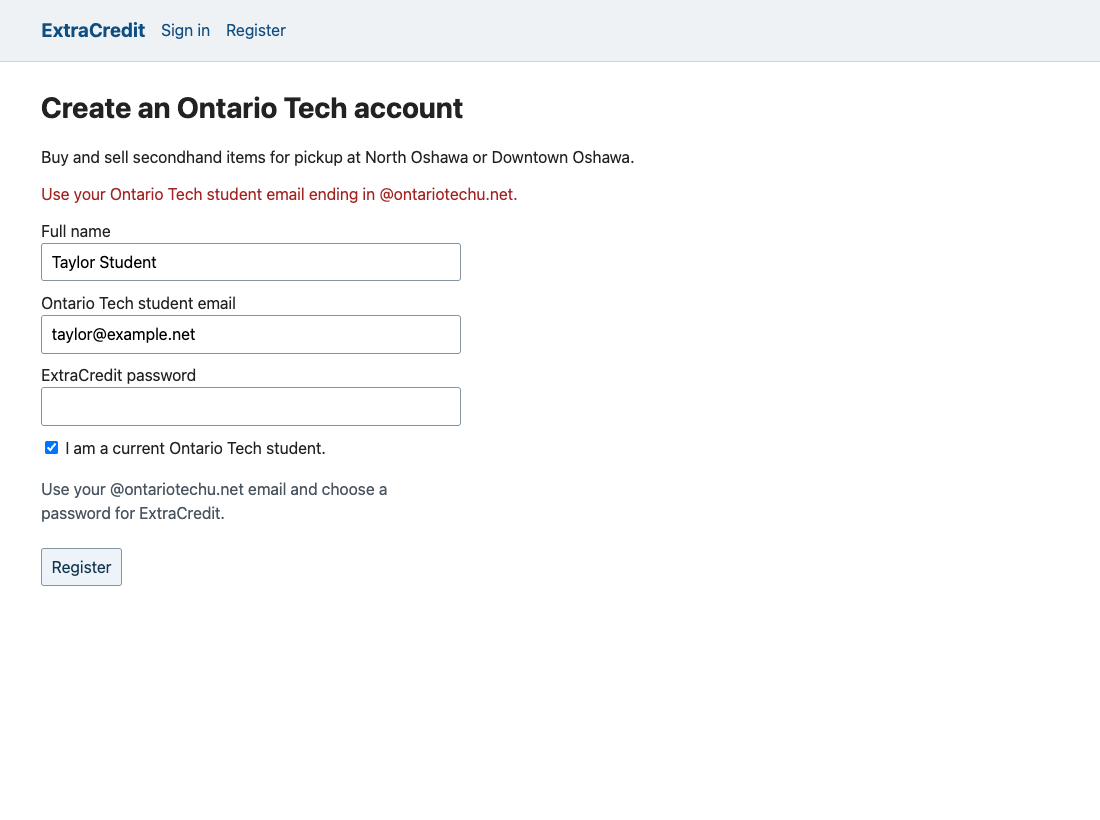 ExtraCredit Sign in Register
Create an Ontario Tech account
Buy and sell secondhand items for pickup at North Oshawa or Downtown Oshawa.
Use your Ontario Tech student email ending in @ontariotechu.net.
Full name
Taylor Student
Ontario Tech student email
taylor@example.net
ExtraCredit password
I am a current Ontario Tech student.
Use your @ontariotechu.net email and choose a
password for ExtraCredit.
Register